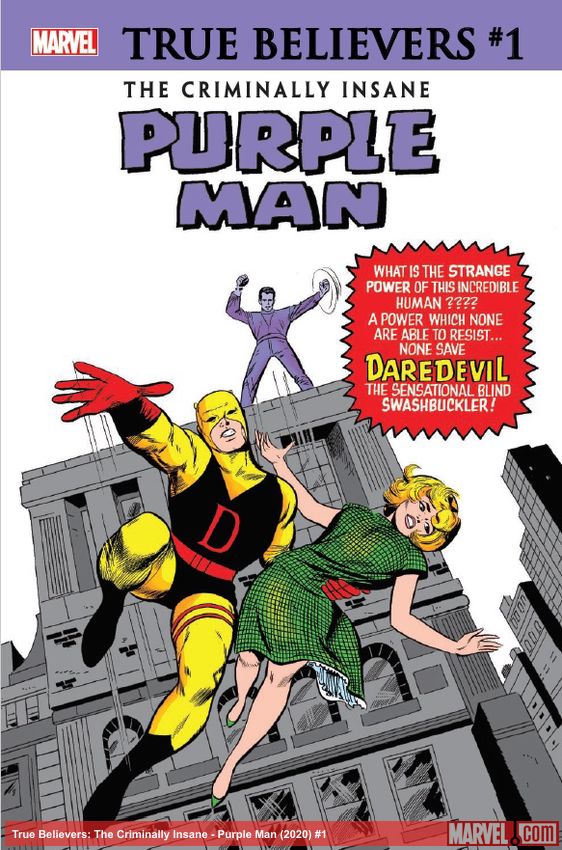 MARVEL
TRUE BELIEVERS #1
THE CRIMINALLY INSANE
PURPLE
MAN
WHAT IS THE STRANGE
POWER OF THIS INCREDIBLE
HUMAN ????
A POWER WHICH NONE
ARE ABLE TO RESIST...
NONE SAVE
DAREDEVIL
THE SENSATIONAL BLIND
SWASHBUCKLER!
D
True Believers: The Criminally Insane - Purple Man (2020) #1
MARVEL.com